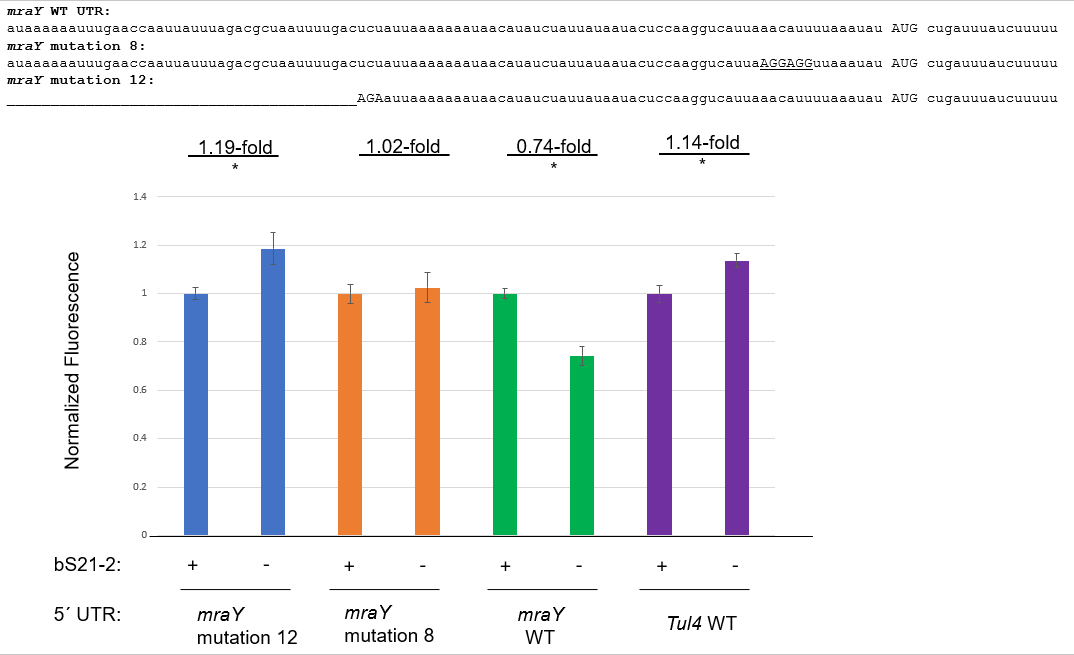 mraY WT UTR:
auaaaaaauuugaaccaauuauuuagacgcuaauuuugacucuauuaaaaaaauaacauaucuauuauaauacuccaaggucauuaaacauuuuaaauau AUG cugauuuaucuuuuu
mraY mutation 8:
auaaaaaauuugaaccaauuauuuagacgcuaauuuugacucuauuaaaaaaauaacauaucuauuauaauacuccaaggucauuaAGGAGGuuaaauau AUG cugauuuaucuuuuu
mraY mutation 12:
________________________________________AGAauuaaaaaaauaacauaucuauuauaauacuccaaggucauuaaacauuuuaaauau AUG cugauuuaucuuuuu
1.19-fold 1.02-fold 0.74-fold 1.14-fold
* * *
1.4
1.2
1
0.8
0.6
0.4
0.2
0
Normalized Fluorescence
bS21-2: + - + - + - + -
5´ UTR: mraY mutation 12 mraY mutation 8 mraY WT Tul4 WT